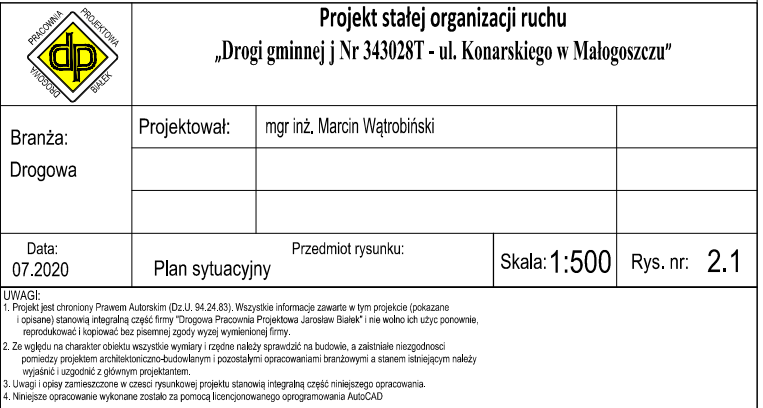 PRACOWNIA PROJEKTOWA
DROGOWA BIAŁEK
dp
Projekt stałej organizacji ruchu
„Drogi gminnej j Nr 343028T - ul. Konarskiego w Małogoszczu”
Branża:
Drogowa
Projektował: mgr inż. Marcin Wątrobiński
Data:
07.2020
Przedmiot rysunku:
Plan sytuacyjny
Skala: 1:500
Rys. nr: 2.1
UWAGI:
1. Projekt jest chroniony Prawem Autorskim (Dz.U. 94.24.83). Wszystkie informacje zawarte w tym projekcie (pokazane
i opisane) stanowią integralną część firmy "Drogowa Pracownia Projektowa Jarosław Białek" i nie wolno ich użyc ponownie,
reprodukować i kopiować bez pisemnej zgody wyzej wymienionej firmy.
2. Ze względu na charakter obiektu wszystkie wymiary i rzędne należy sprawdzić na budowie, a zaistniałe niezgodnosci
pomiedzy projektem architektoniczno-budowlanym i pozostałymi opracowaniami branżowymi a stanem istniejącym należy
wyjaśnić i uzgodnić z głównym projektantem.
3. Uwagi i opisy zamieszczone w czesci rysunkowej projektu stanowią integralną część niniejszego opracowania.
4. Niniejsze opracowanie wykonane zostało za pomocą licencjonowanego oprogramowania AutoCAD